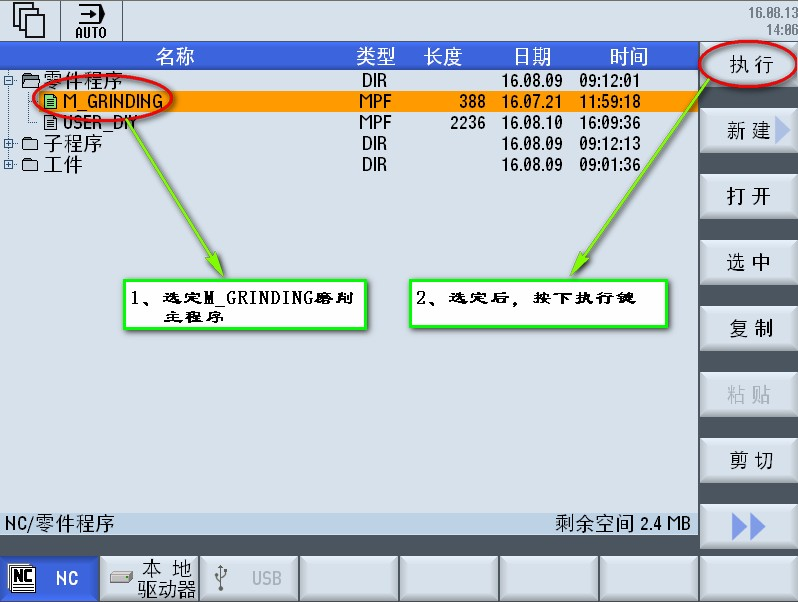 16.08.13
14:06
AUTO
名称 类型 长度 日期 时间
零件程序 DIR 16.08.09 09:12:01
M_GRINDING MPF 388 16.07.21 11:59:18
USER_DIV MPF 2236 16.08.10 16:09:36
子程序 DIR 16.08.09 09:12:13
工件 DIR 16.08.09 09:01:36
1、选定M_GRINDING磨削
主程序
2、选定后，按下执行键
执行
新建
打开
选中
复制
粘贴
剪切
NC/零件程序 剩余空间 2.4 MB
NC NC
本地
驱动器
USB